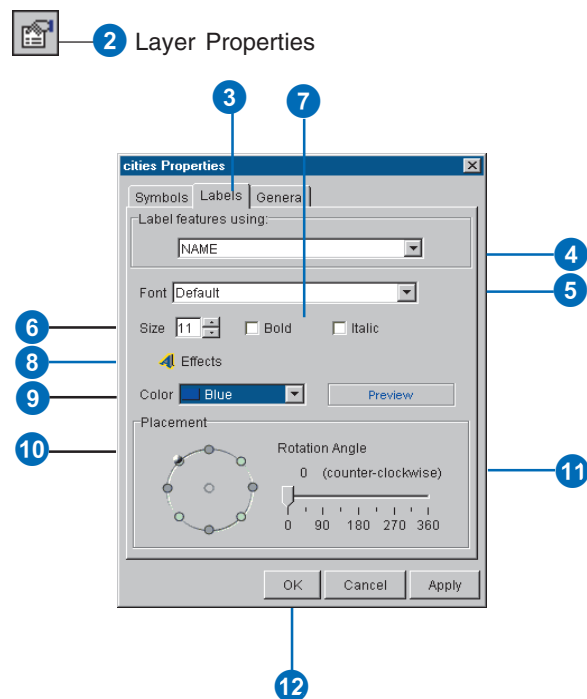 2 Layer Properties
3 7
cities Properties
Symbols Labels General
Label features using:
NAME
4
Font Default
5
6 Size 11 Bold Italic
8 Effects
9 Color Blue Preview
Placement
10
Rotation Angle
0 (counter-clockwise)
11
0 90 180 270 360
OK Cancel Apply
12